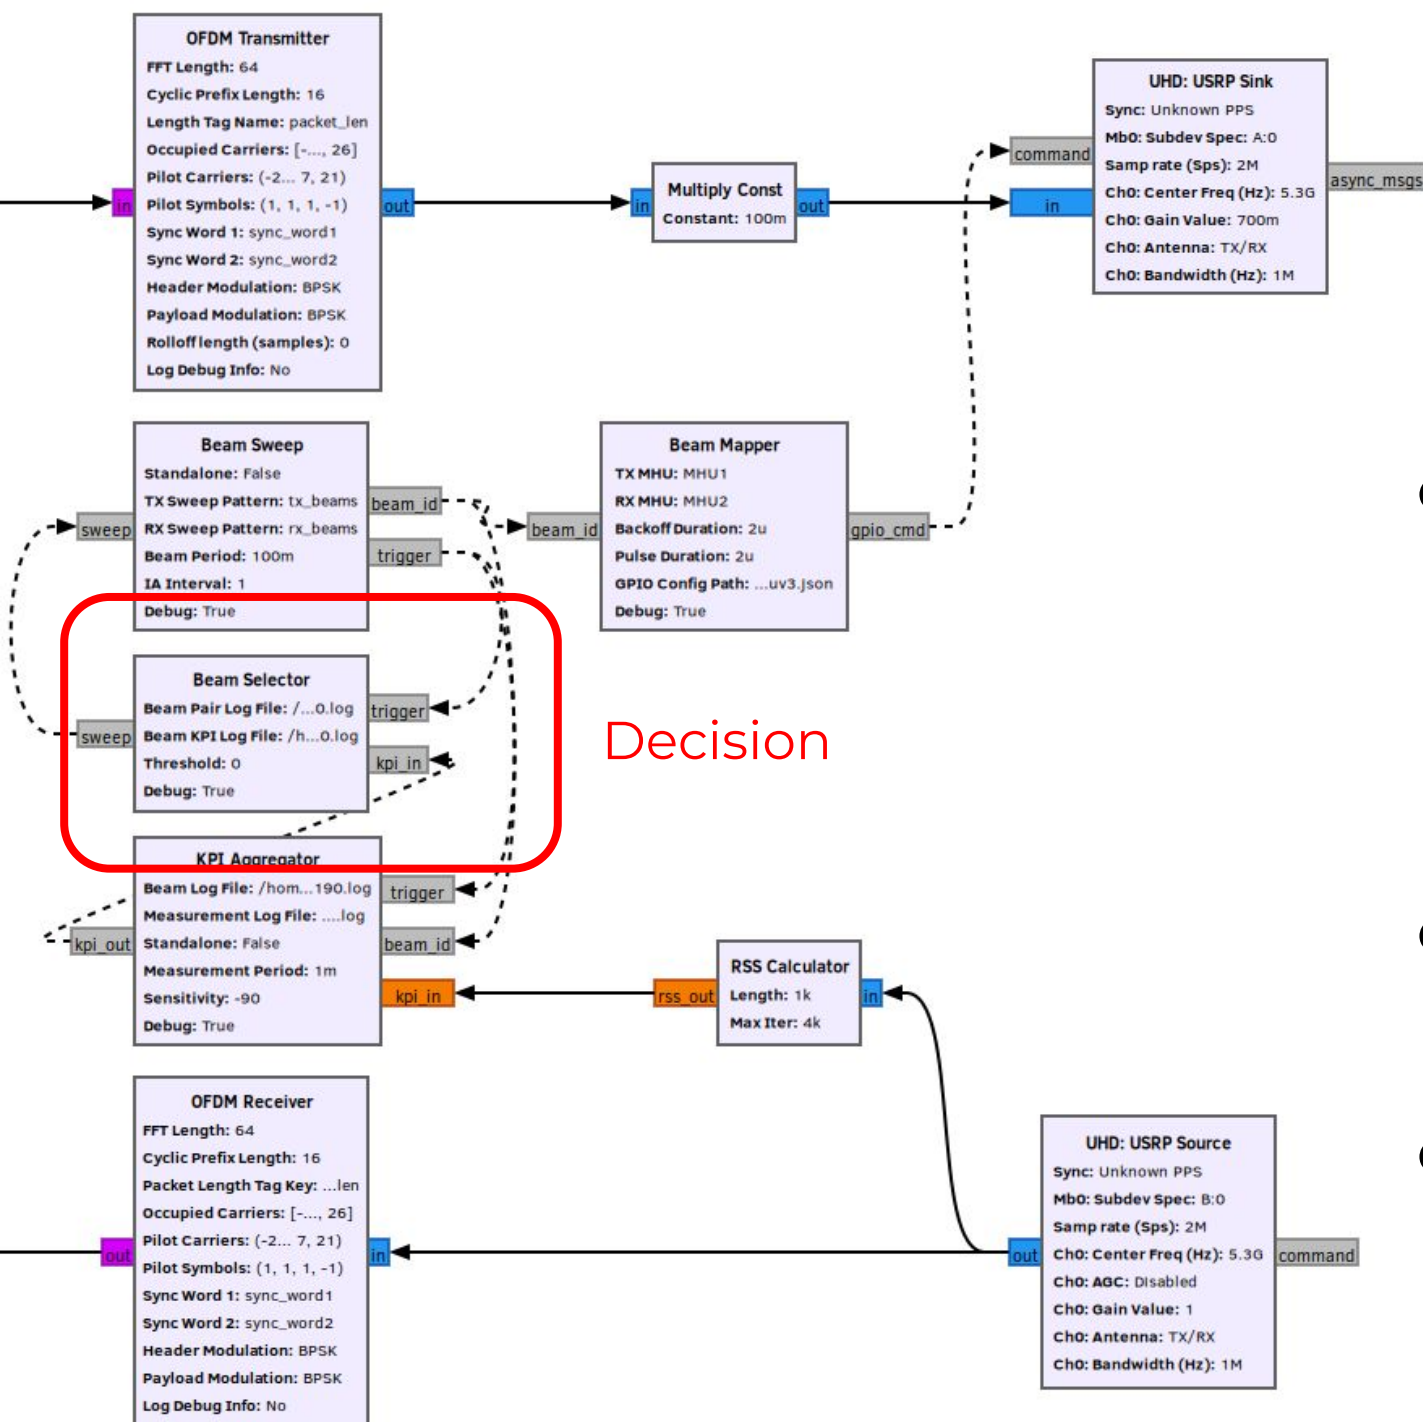 OFDM Transmitter
FFT Length: 64
Cyclic Prefix Length: 16
Length Tag Name: packet_len
Occupied Carriers: [-..., 26]
Pilot Carriers: (-2... 7, 21)
Pilot Symbols: (1, 1, 1, -1)
Sync Word 1: sync_word1
Sync Word 2: sync_word2
Header Modulation: BPSK
Payload Modulation: BPSK
Rolloff length (samples): 0
Log Debug Info: No
in
out
Multiply Const
Constant: 100m
in
out
UHD: USRP Sink
Sync: Unknown PPS
Mb0: Subdev Spec: A:0
Samp rate (Sps): 2M
Ch0: Center Freq (Hz): 5.3G
Ch0: Gain Value: 700m
Ch0: Antenna: TX/RX
Ch0: Bandwidth (Hz): 1M
command
in
async_msgs
Beam Sweep
Standalone: False
TX Sweep Pattern: tx_beams
RX Sweep Pattern: rx_beams
Beam Period: 100m
IA Interval: 1
Debug: True
sweep
beam_id
trigger
Beam Mapper
TX MHU: MHU1
RX MHU: MHU2
Backoff Duration: 2u
Pulse Duration: 2u
GPIO Config Path: ...uv3.json
Debug: True
beam_id
gpio_cmd
Beam Selector
Beam Pair Log File: /...0.log
Beam KPI Log File: /h...0.log
Threshold: 0
Debug: True
sweep
trigger
kpi_in
Decision
KPI Aggregator
Beam Log File: /hom...190.log
Measurement Log File: ....log
Standalone: False
Measurement Period: 1m
Sensitivity: -90
Debug: True
kpi_out
trigger
beam_id
kpi_in
RSS Calculator
Length: 1k
Max Iter: 4k
rss_out
in
OFDM Receiver
FFT Length: 64
Cyclic Prefix Length: 16
Packet Length Tag Key: ...len
Occupied Carriers: [-..., 26]
Pilot Carriers: (-2... 7, 21)
Pilot Symbols: (1, 1, 1, -1)
Sync Word 1: sync_word1
Sync Word 2: sync_word2
Header Modulation: BPSK
Payload Modulation: BPSK
Log Debug Info: No
out
in
UHD: USRP Source
Sync: Unknown PPS
Mb0: Subdev Spec: B:0
Samp rate (Sps): 2M
Ch0: Center Freq (Hz): 5.3G
Ch0: AGC: Disabled
Ch0: Gain Value: 1
Ch0: Antenna: TX/RX
Ch0: Bandwidth (Hz): 1M
out
command